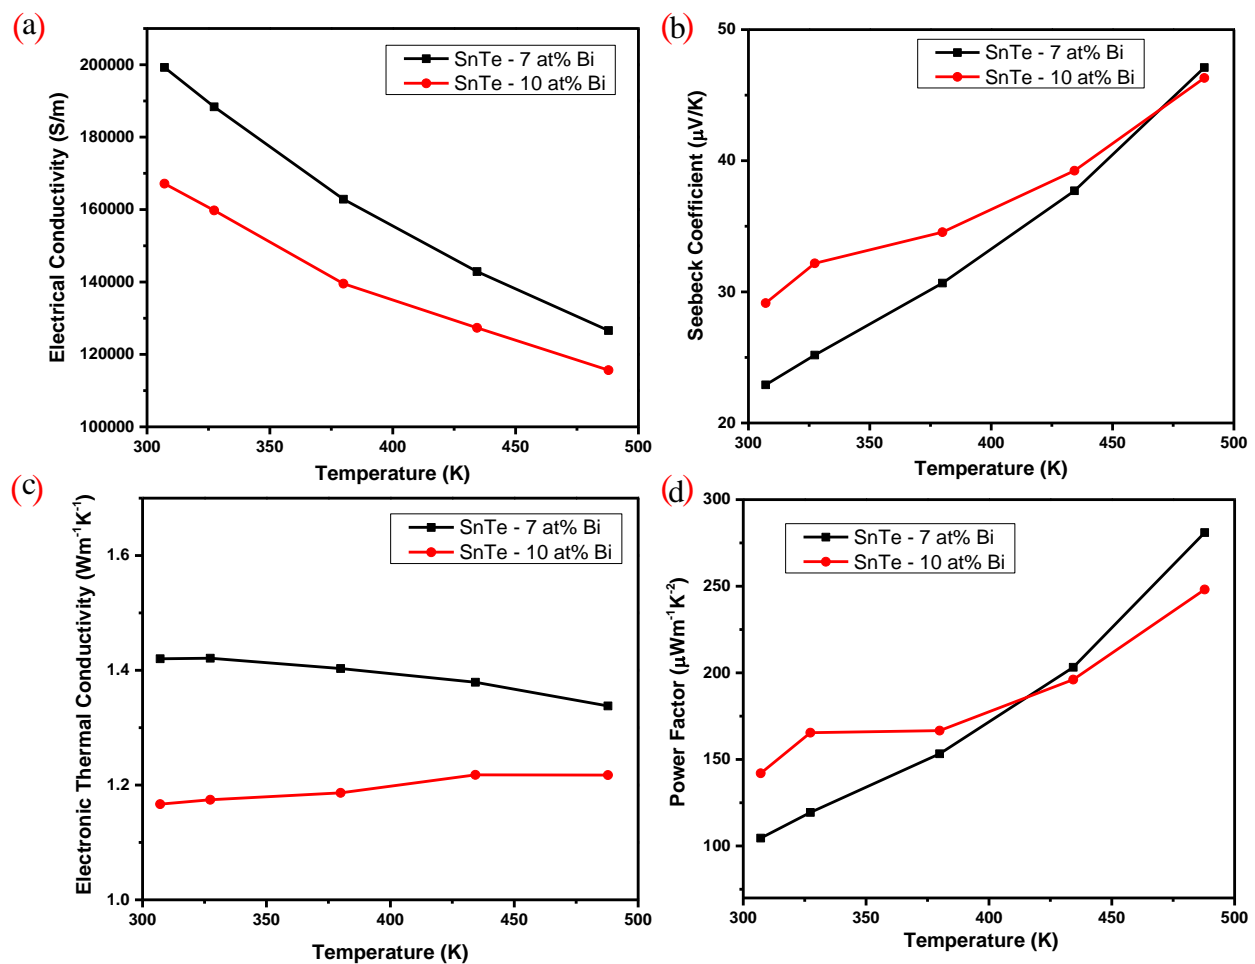 (a)
200000
180000
160000
140000
120000
100000
Electrical Conductivity (S/m)
SnTe - 7 at% Bi
SnTe - 10 at% Bi
300 350 400 450 500
Temperature (K)
(b)
50
40
30
20
Seebeck Coefficient (μV/K)
SnTe - 7 at% Bi
SnTe - 10 at% Bi
300 350 400 450 500
Temperature (K)
(c)
1.6
1.4
1.2
1.0
Electronic Thermal Conductivity (Wm⁻¹K⁻¹)
SnTe - 7 at% Bi
SnTe - 10 at% Bi
300 350 400 450 500
Temperature (K)
(d)
300
250
200
150
100
Power Factor (μWm⁻¹K⁻²)
SnTe - 7 at% Bi
SnTe - 10 at% Bi
300 350 400 450 500
Temperature (K)